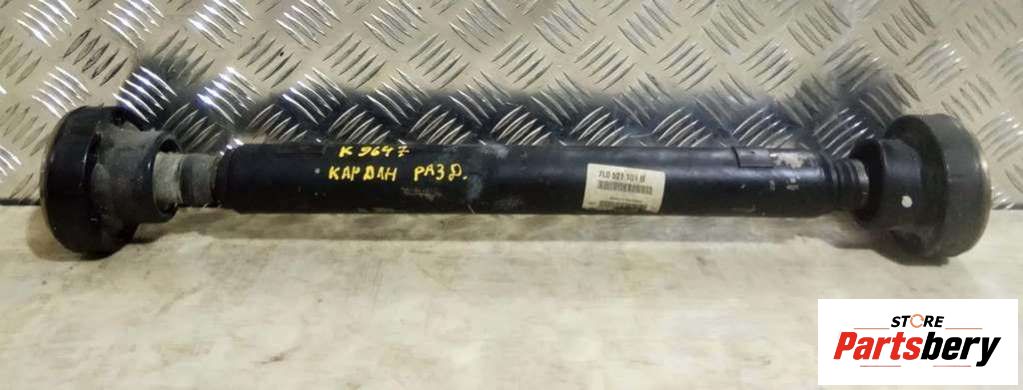 K 9647
КАРДАН РАЗД.
7L0 521 101 B
STORE
Partsbery